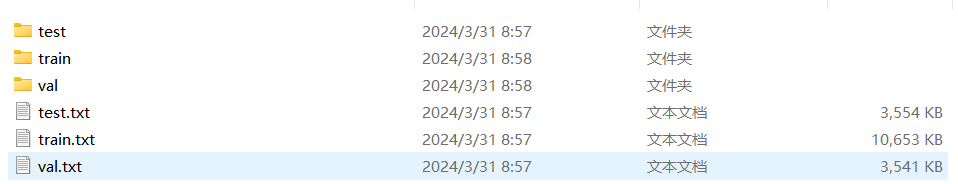 test 2024/3/31 8:57 文件夹
train 2024/3/31 8:58 文件夹
val 2024/3/31 8:58 文件夹
test.txt 2024/3/31 8:57 文本文档 3,554 KB
train.txt 2024/3/31 8:57 文本文档 10,653 KB
val.txt 2024/3/31 8:57 文本文档 3,541 KB